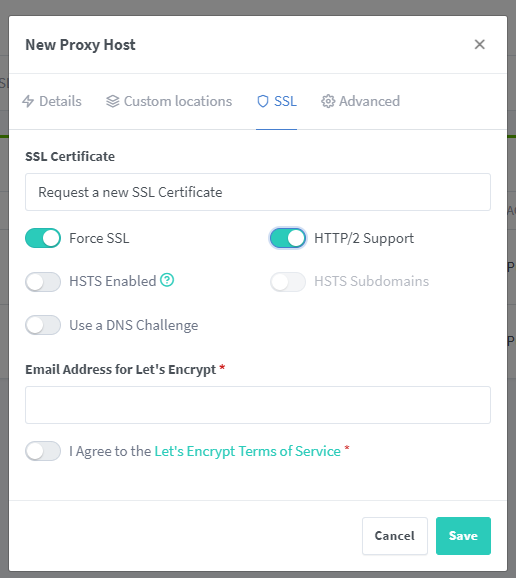 New Proxy Host
Details Custom locations SSL Advanced
SSL Certificate
Request a new SSL Certificate
Force SSL HTTP/2 Support
HSTS Enabled HSTS Subdomains
Use a DNS Challenge
Email Address for Let's Encrypt *
I Agree to the Let's Encrypt Terms of Service *
Cancel Save